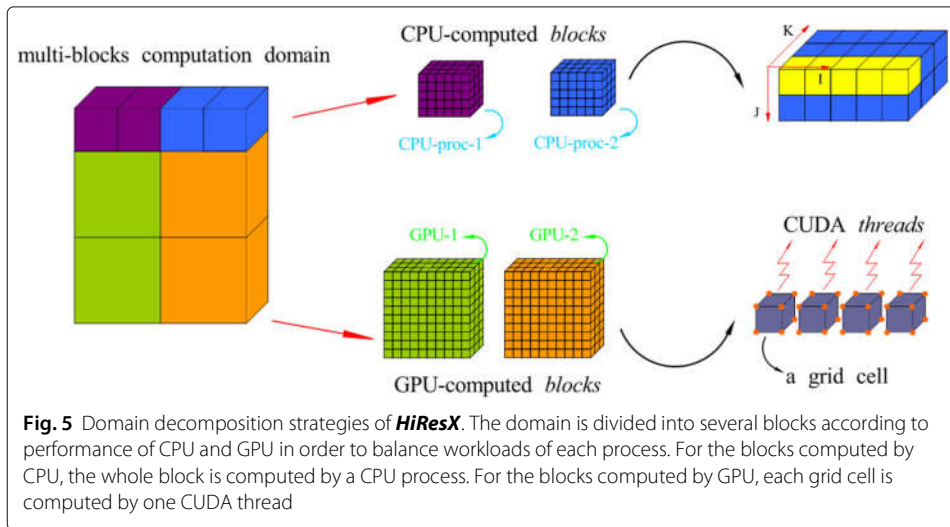 multi-blocks computation domain
CPU-computed blocks
CPU-proc-1
CPU-proc-2
K
I
J
GPU-1
GPU-2
GPU-computed blocks
CUDA threads
a grid cell
Fig. 5 Domain decomposition strategies of HiResX. The domain is divided into several blocks according to
performance of CPU and GPU in order to balance workloads of each process. For the blocks computed by
CPU, the whole block is computed by a CPU process. For the blocks computed by GPU, each grid cell is
computed by one CUDA thread